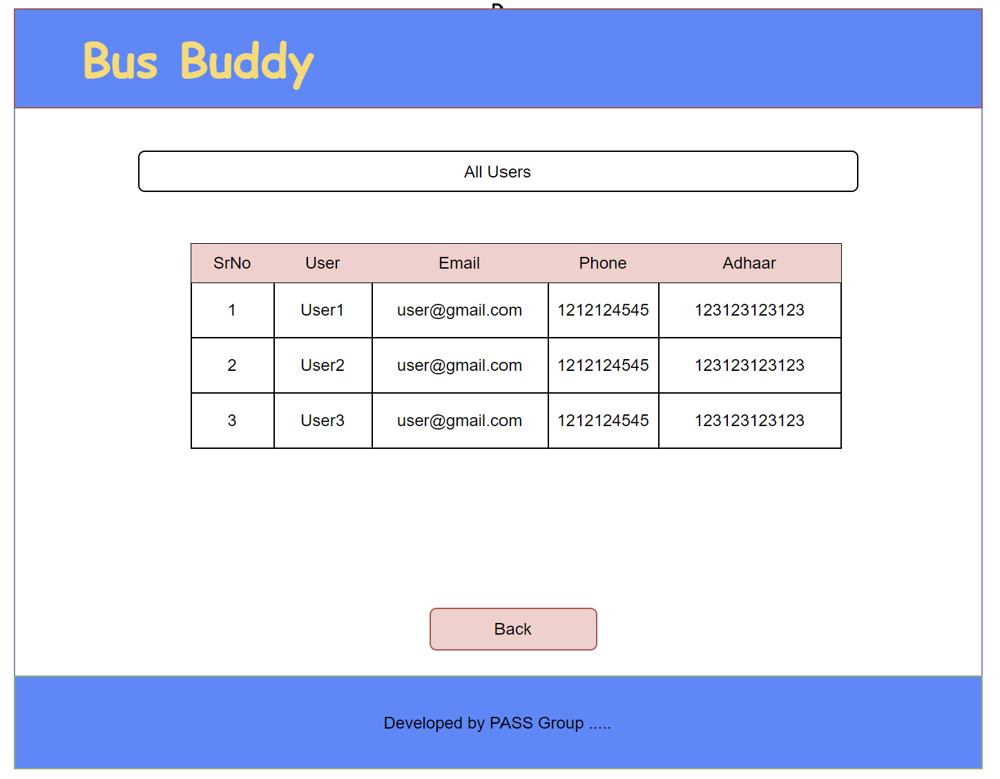 Bus Buddy
All Users
SrNo User Email Phone Adhaar
1 User1 user@gmail.com 1212124545 123123123123
2 User2 user@gmail.com 1212124545 123123123123
3 User3 user@gmail.com 1212124545 123123123123
Back
Developed by PASS Group .....